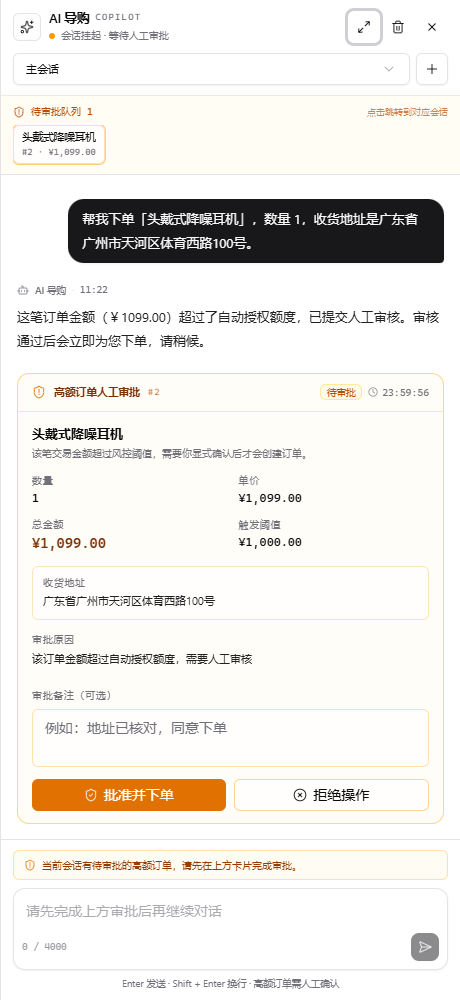 AI 导购 COPILOT
会话挂起 · 等待人工审批
主会话
待审批队列 1
点击跳转到对应会话
头戴式降噪耳机
#2 · ¥1,099.00
帮我下单「头戴式降噪耳机」，数量 1，收货地址是广东省
广州市天河区体育西路100号。
AI 导购 · 11:22
这笔订单金额（¥1099.00）超过了自动授权额度，已提交人工审核。审核
通过后会立即为您下单，请稍候。
高额订单人工审批 #2
待审批 23:59:56
头戴式降噪耳机
该笔交易金额超过风控阈值，需要你显式确认后才会创建订单。
数量 单价
1 ¥1,099.00
总金额 触发阈值
¥1,099.00 ¥1,000.00
收货地址
广东省广州市天河区体育西路100号
审批原因
该订单金额超过自动授权额度，需要人工审核
审批备注（可选）
例如：地址已核对，同意下单
批准并下单 拒绝操作
当前会话有待审批的高额订单，请先在上方卡片完成审批。
请先完成上方审批后再继续对话
0 / 4000
Enter 发送 · Shift + Enter 换行 · 高额订单需人工确认